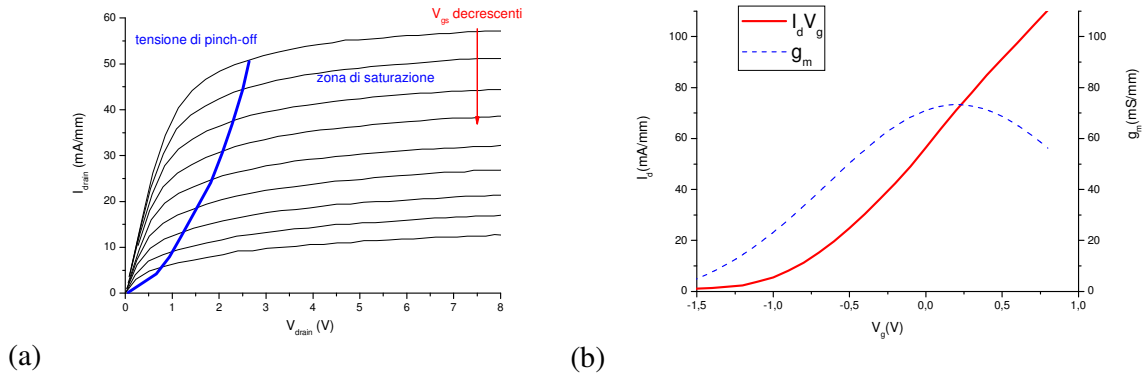 V_gs decrescenti
tensione di pinch-off
zona di saturazione
60
50
40
30
20
10
0
I_drain (mA/mm)
0 1 2 3 4 5 6 7 8
V_drain (V)
(a)
I_dV_g
g_m
100
80
60
40
20
0
I_d(mA/mm)
100
80
60
40
20
0
g_m(mS/mm)
-1,5 -1,0 -0,5 0,0 0,5 1,0
V_g(V)
(b)